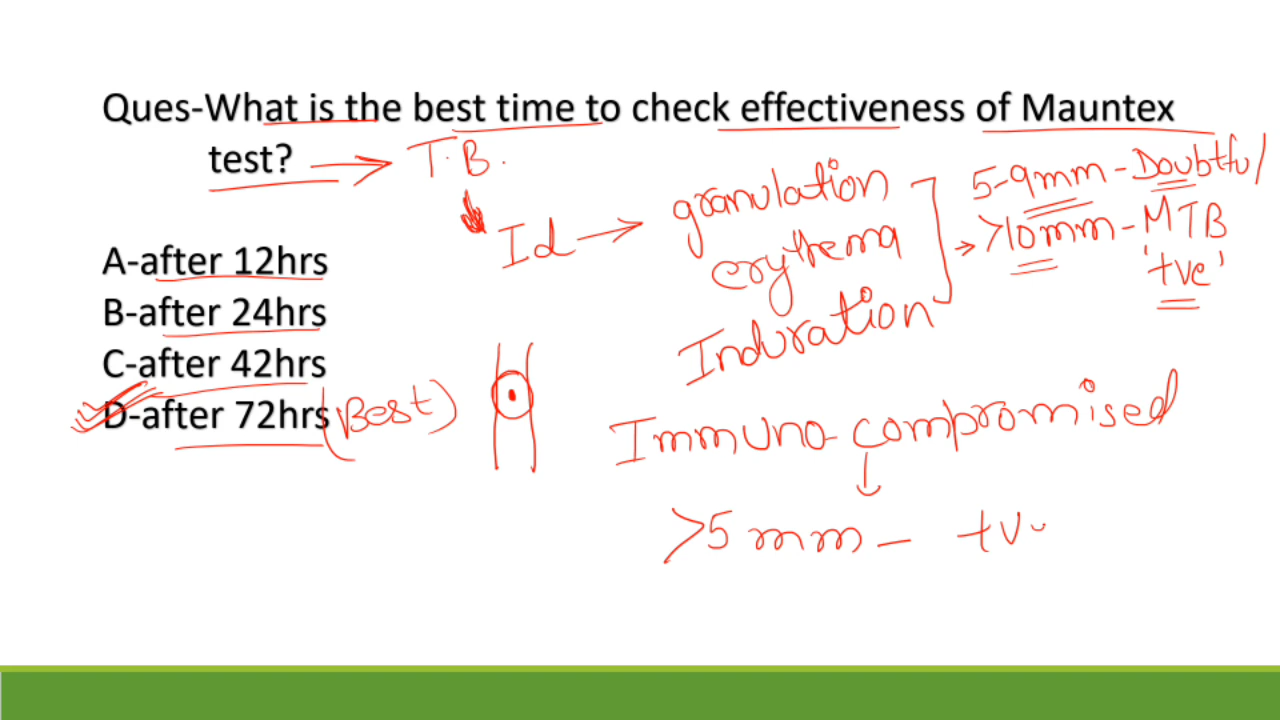 Ques-What is the best time to check effectiveness of Mauntex
test? → T.B.
Id → granulation
erythema
Induration
5-9mm - Doubtful
→ >10mm - MTB
'+ve'
A-after 12hrs
B-after 24hrs
C-after 42hrs
D-after 72hrs (Best)
Immuno compromised
>5 mm - +v